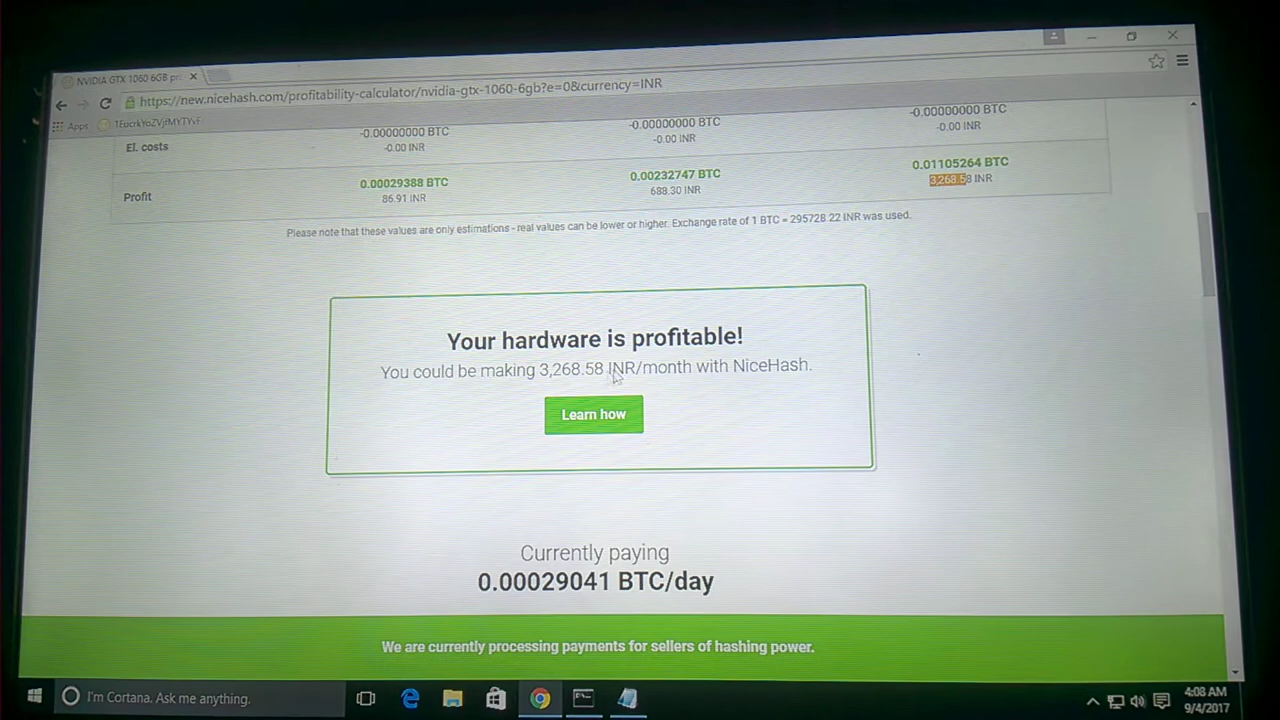 NVIDIA GTX 1060 6GB pr
https://new.nicehash.com/profitability-calculator/nvidia-gtx-1060-6gb?e=0&currency=INR
Apps
El. costs
-0.00000000 BTC
-0.00 INR
-0.00000000 BTC
-0.00 INR
-0.00000000 BTC
-0.00 INR
Profit
0.00029388 BTC
86.91 INR
0.00232747 BTC
688.30 INR
0.01105264 BTC
3,268.58 INR
Please note that these values are only estimations - real values can be lower or higher. Exchange rate of 1 BTC = 295728.22 INR was used.
Your hardware is profitable!
You could be making 3,268.58 INR/month with NiceHash.
Learn how
Currently paying
0.00029041 BTC/day
We are currently processing payments for sellers of hashing power.
I'm Cortana. Ask me anything.
4:08 AM
9/4/2017